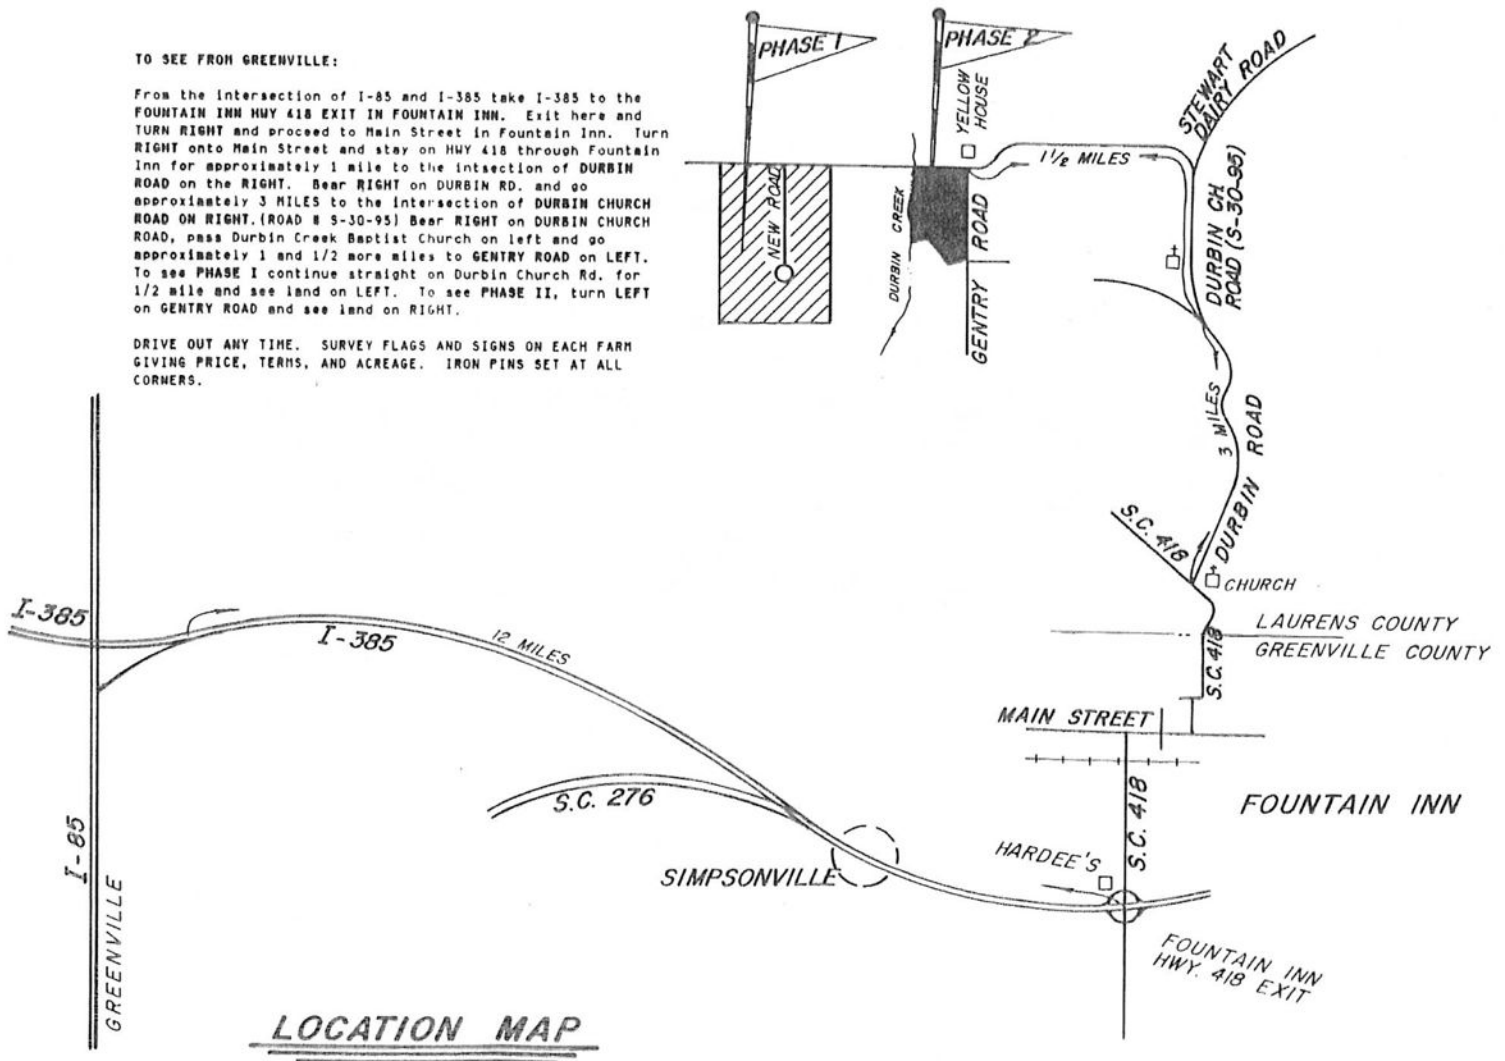 TO SEE FROM GREENVILLE:
From the intersection of I-85 and I-385 take I-385 to the
FOUNTAIN INN HWY 418 EXIT IN FOUNTAIN INN. Exit here and
TURN RIGHT and proceed to Main Street in Fountain Inn. Turn
RIGHT onto Main Street and stay on HWY 418 through Fountain
Inn for approximately 1 mile to the intsection of DURBIN
ROAD on the RIGHT. Bear RIGHT on DURBIN RD. and go
approximately 3 MILES to the intersection of DURBIN CHURCH
ROAD ON RIGHT.(ROAD # S-30-95) Bear RIGHT on DURBIN CHURCH
ROAD, pass Durbin Creek Baptist Church on left and go
approximately 1 and 1/2 more miles to GENTRY ROAD on LEFT.
To see PHASE I continue straight on Durbin Church Rd. for
1/2 mile and see land on LEFT. To see PHASE II, turn LEFT
on GENTRY ROAD and see land on RIGHT.
DRIVE OUT ANY TIME. SURVEY FLAGS AND SIGNS ON EACH FARM
GIVING PRICE, TERMS, AND ACREAGE. IRON PINS SET AT ALL
CORNERS.
PHASE 1
PHASE 2
YELLOW
HOUSE
STEWART
DAIRY ROAD
1 1/2 MILES
NEW ROAD
DURBIN CREEK
GENTRY ROAD
DURBIN CH.
ROAD (S-30-95)
3 MILES
DURBIN ROAD
S.C. 418
CHURCH
LAURENS COUNTY
GREENVILLE COUNTY
S.C. 418
MAIN STREET
I-385
I-385
12 MILES
S.C. 276
S.C. 418
FOUNTAIN INN
HARDEE'S
SIMPSONVILLE
I-85
GREENVILLE
FOUNTAIN INN
HWY. 418 EXIT
LOCATION MAP